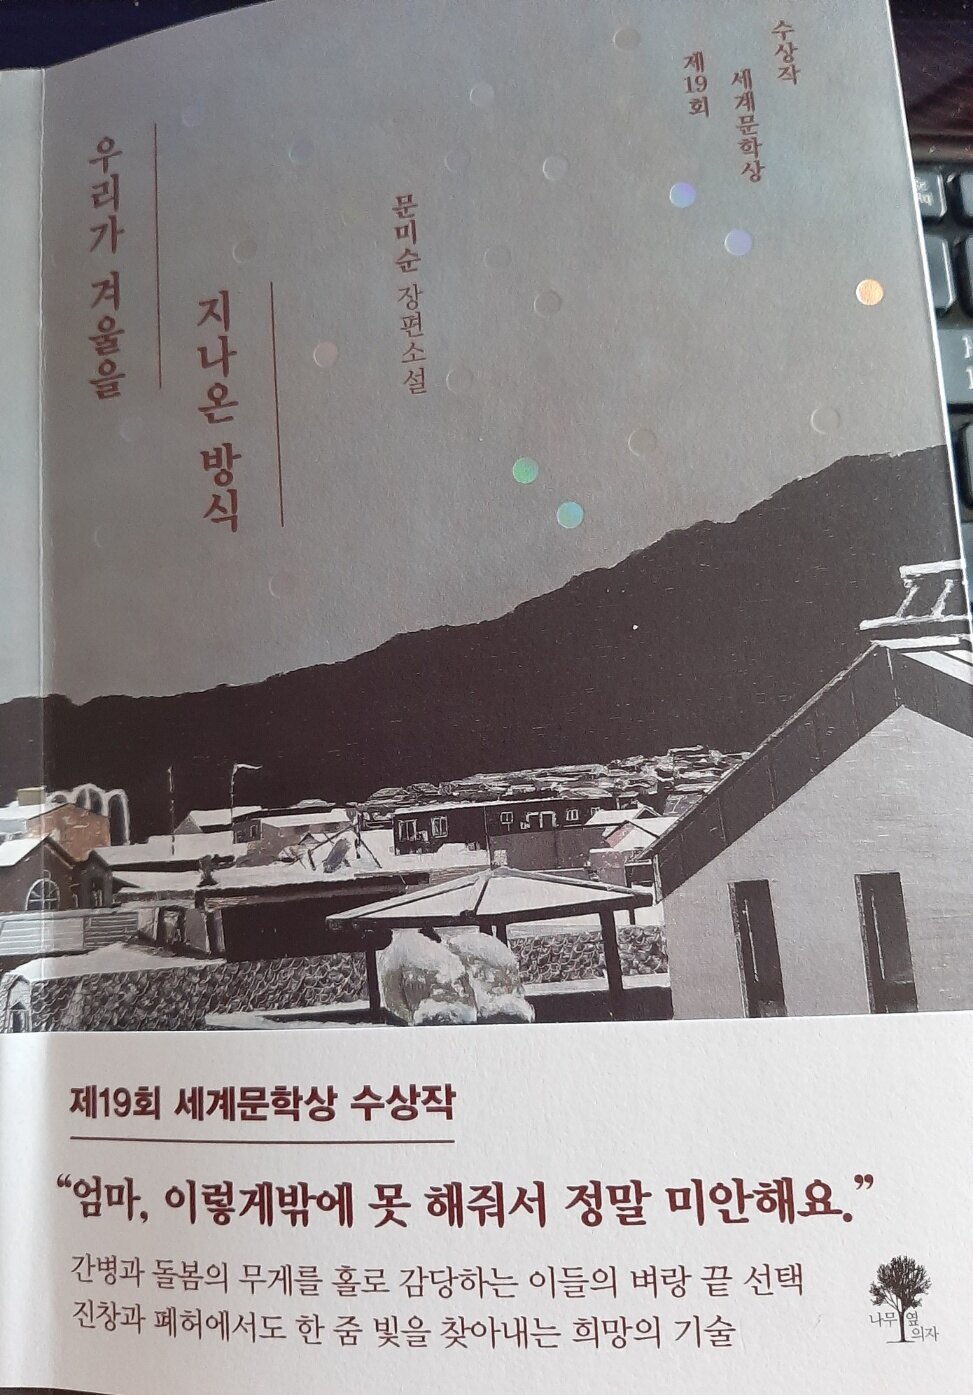 우리가 겨울을
지나온 방식
문미순 장편소설
제19회
세계문학상
수상작
제19회 세계문학상 수상작
“엄마, 이렇게밖에 못 해줘서 정말 미안해요.”
간병과 돌봄의 무게를 홀로 감당하는 이들의 벼랑 끝 선택
진창과 폐허에서도 한 줌 빛을 찾아내는 희망의 기술
나무옆
의자